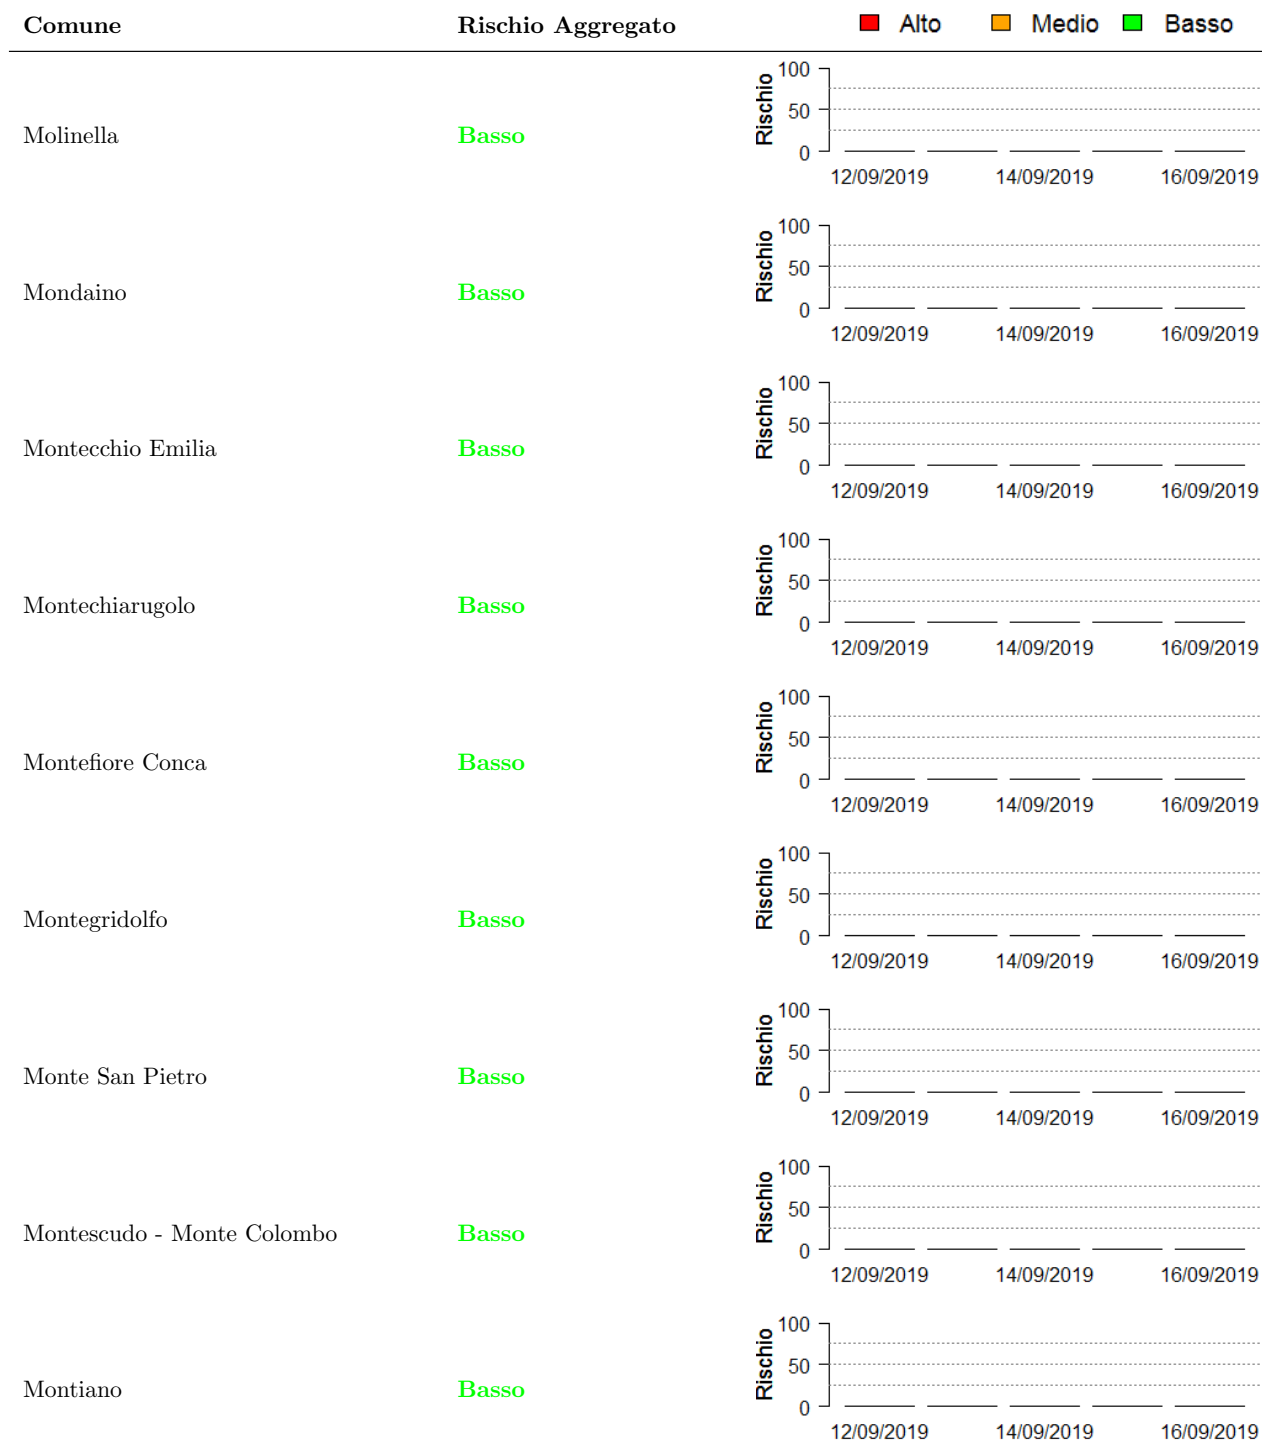 Comune Rischio Aggregato Alto Medio Basso
100
Rischio
50
Molinella Basso
0
12/09/2019 14/09/2019 16/09/2019
100
Rischio
50
Mondaino Basso
0
12/09/2019 14/09/2019 16/09/2019
100
Rischio
50
Montecchio Emilia Basso
0
12/09/2019 14/09/2019 16/09/2019
100
Rischio
50
Montechiarugolo Basso
0
12/09/2019 14/09/2019 16/09/2019
100
Rischio
50
Montefiore Conca Basso
0
12/09/2019 14/09/2019 16/09/2019
100
Rischio
50
Montegridolfo Basso
0
12/09/2019 14/09/2019 16/09/2019
100
Rischio
50
Monte San Pietro Basso
0
12/09/2019 14/09/2019 16/09/2019
100
Rischio
50
Montescudo - Monte Colombo Basso
0
12/09/2019 14/09/2019 16/09/2019
100
Rischio
50
Montiano Basso
0
12/09/2019 14/09/2019 16/09/2019